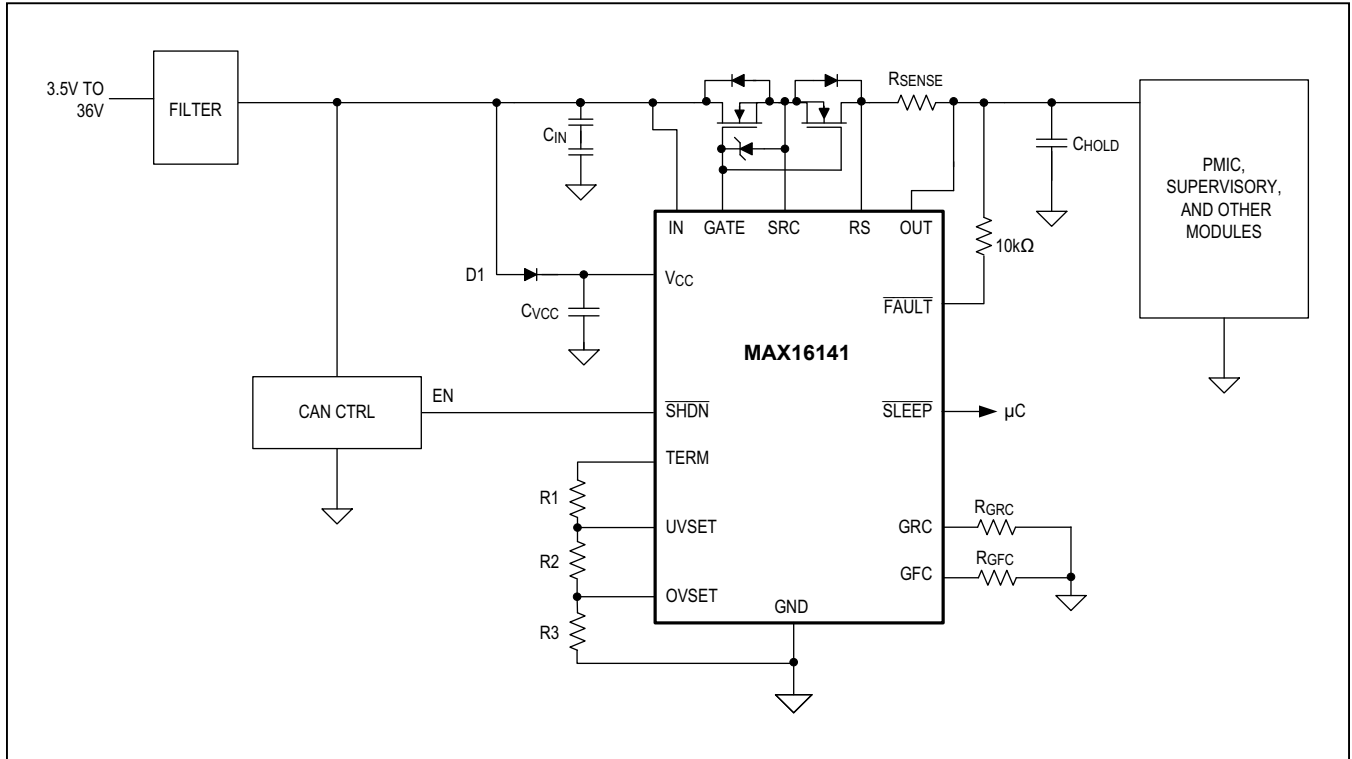 3.5V TO
36V
FILTER
CIN
RSENSE
CHOLD
PMIC,
SUPERVISORY,
AND OTHER
MODULES
IN
GATE
SRC
RS
OUT
10kΩ
D1
VCC
CVCC
FAULT
MAX16141
CAN CTRL
EN
SHDN
SLEEP
µC
TERM
R1
UVSET
R2
OVSET
R3
GRC
RGRC
GFC
RGFC
GND